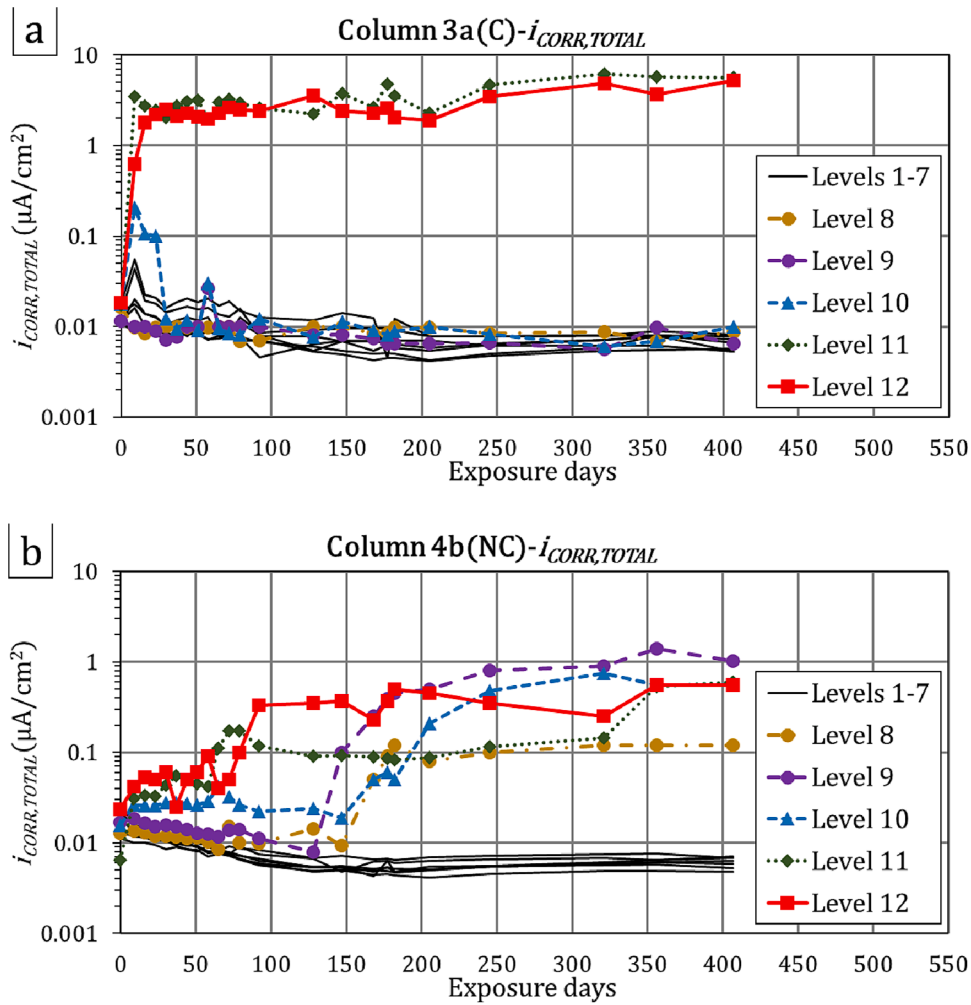 a
Column 3a(C)-iCORR,TOTAL
iCORR,TOTAL (μA/cm²)
10
1
0.1
0.01
0.001
Levels 1-7
Level 8
Level 9
Level 10
Level 11
Level 12
0 50 100 150 200 250 300 350 400 450 500 550
Exposure days
b
Column 4b(NC)-iCORR,TOTAL
iCORR,TOTAL (μA/cm²)
10
1
0.1
0.01
0.001
Levels 1-7
Level 8
Level 9
Level 10
Level 11
Level 12
0 50 100 150 200 250 300 350 400 450 500 550
Exposure days